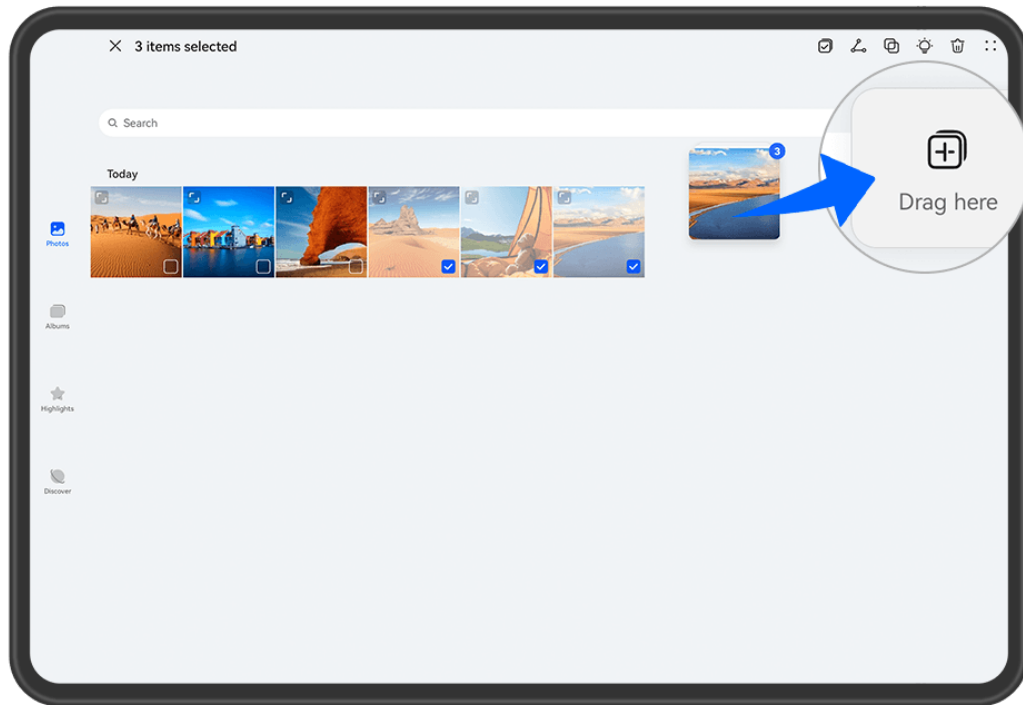 3 items selected
Search
3
Drag here
Today
Photos
Albums
Highlights
Discover